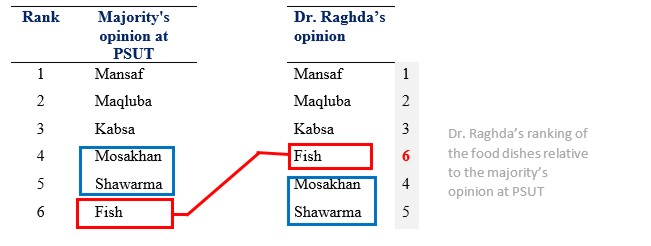 Rank Majority's opinion at PSUT Dr. Raghda's opinion
1 Mansaf Mansaf 1
2 Maqluba Maqluba 2
3 Kabsa Kabsa 3
4 Mosakhan Fish 6
5 Shawarma Mosakhan 4
6 Fish Shawarma 5
Dr. Raghda's ranking of
the food dishes relative
to the majority's
opinion at PSUT